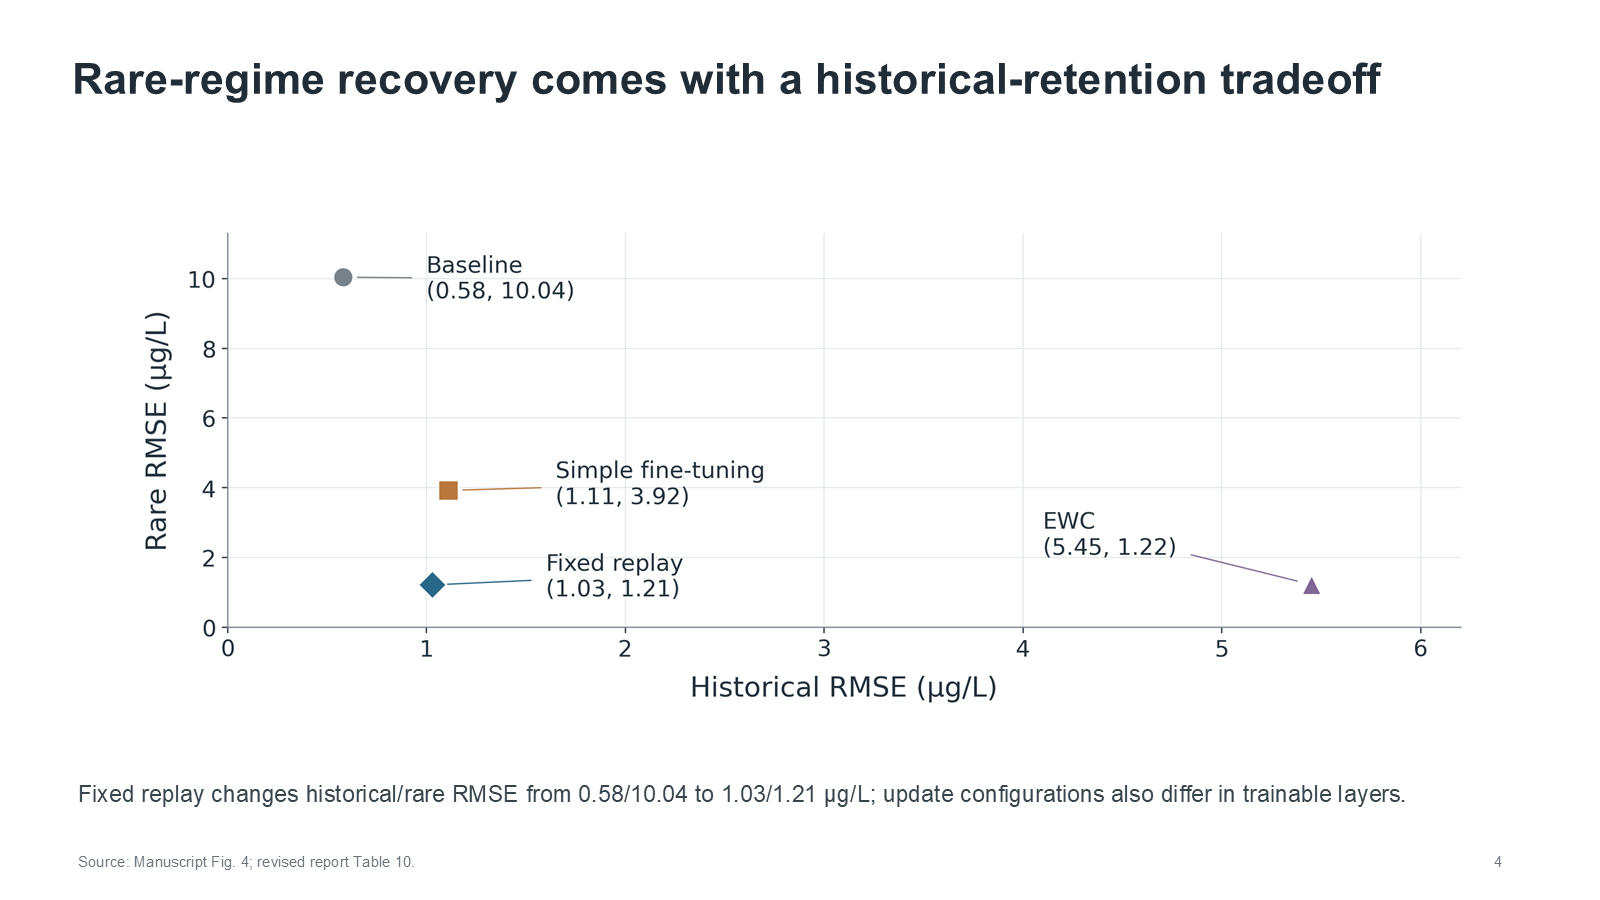 Rare-regime recovery comes with a historical-retention tradeoff
Rare RMSE (µg/L)
10
8
6
4
2
0
Baseline
(0.58, 10.04)
Simple fine-tuning
(1.11, 3.92)
Fixed replay
(1.03, 1.21)
EWC
(5.45, 1.22)
0 1 2 3 4 5 6
Historical RMSE (µg/L)
Fixed replay changes historical/rare RMSE from 0.58/10.04 to 1.03/1.21 µg/L; update configurations also differ in trainable layers.
Source: Manuscript Fig. 4; revised report Table 10.
4